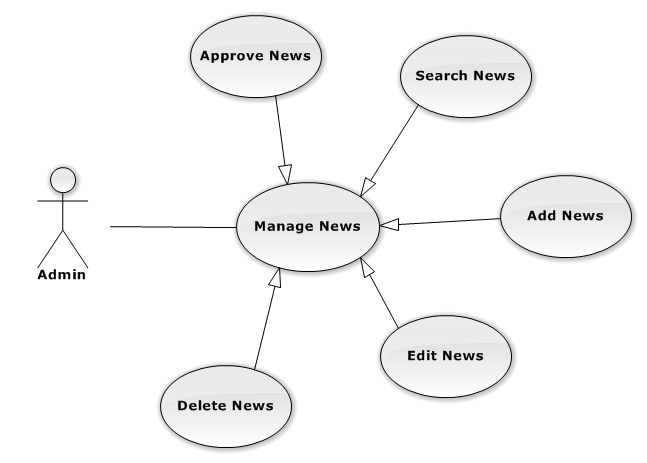 Approve News
Search News
Add News
Manage News
Admin
Edit News
Delete News